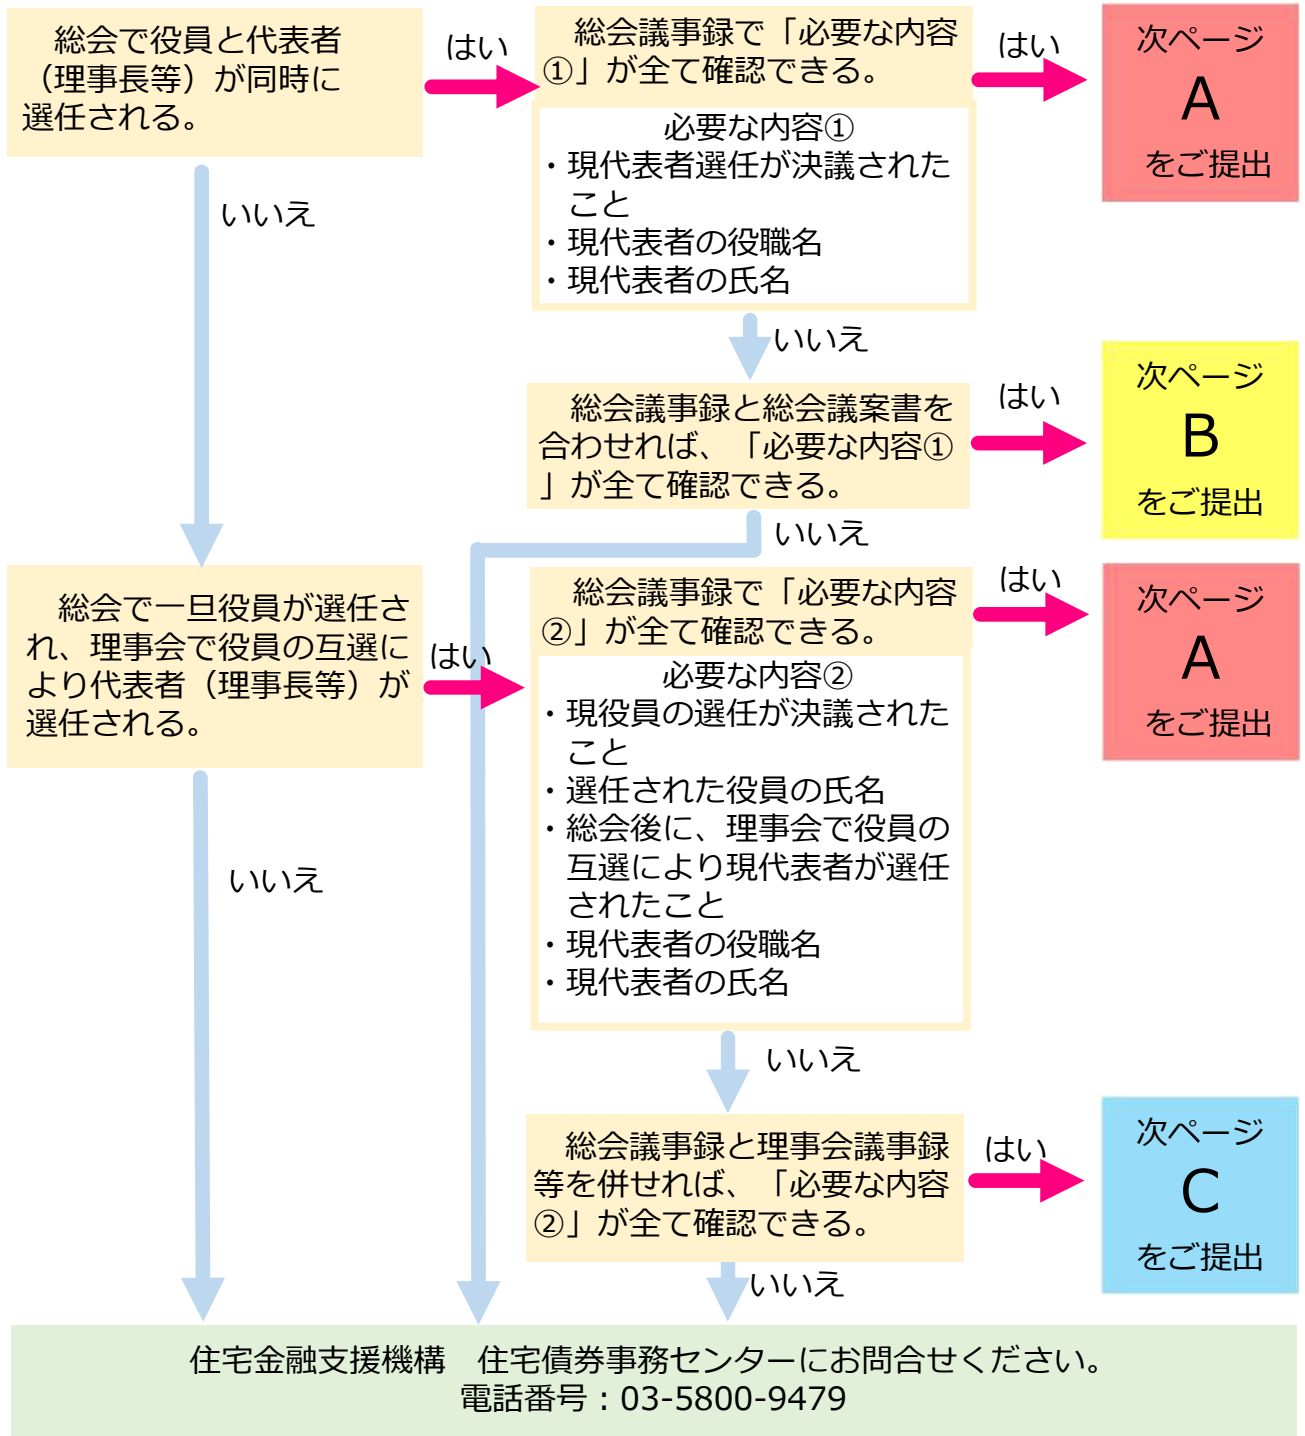 総会で役員と代表者
（理事長等）が同時に
選任される。
はい
総会議事録で「必要な内容
①」が全て確認できる。
はい
次ページ
A
をご提出
必要な内容①
・現代表者選任が決議された
こと
・現代表者の役職名
・現代表者の氏名
いいえ
いいえ
総会議事録と総会議案書を
合わせれば、「必要な内容①
」が全て確認できる。
はい
次ページ
B
をご提出
いいえ
総会で一旦役員が選任さ
れ、理事会で役員の互選に
より代表者（理事長等）が
選任される。
はい
総会議事録で「必要な内容
②」が全て確認できる。
はい
次ページ
A
をご提出
必要な内容②
・現役員の選任が決議された
こと
・選任された役員の氏名
・総会後に、理事会で役員の
互選により現代表者が選任
されたこと
・現代表者の役職名
・現代表者の氏名
いいえ
いいえ
総会議事録と理事会議事録
等を併せれば、「必要な内容
②」が全て確認できる。
はい
次ページ
C
をご提出
いいえ
住宅金融支援機構　住宅債券事務センターにお問合せください。
電話番号：03-5800-9479